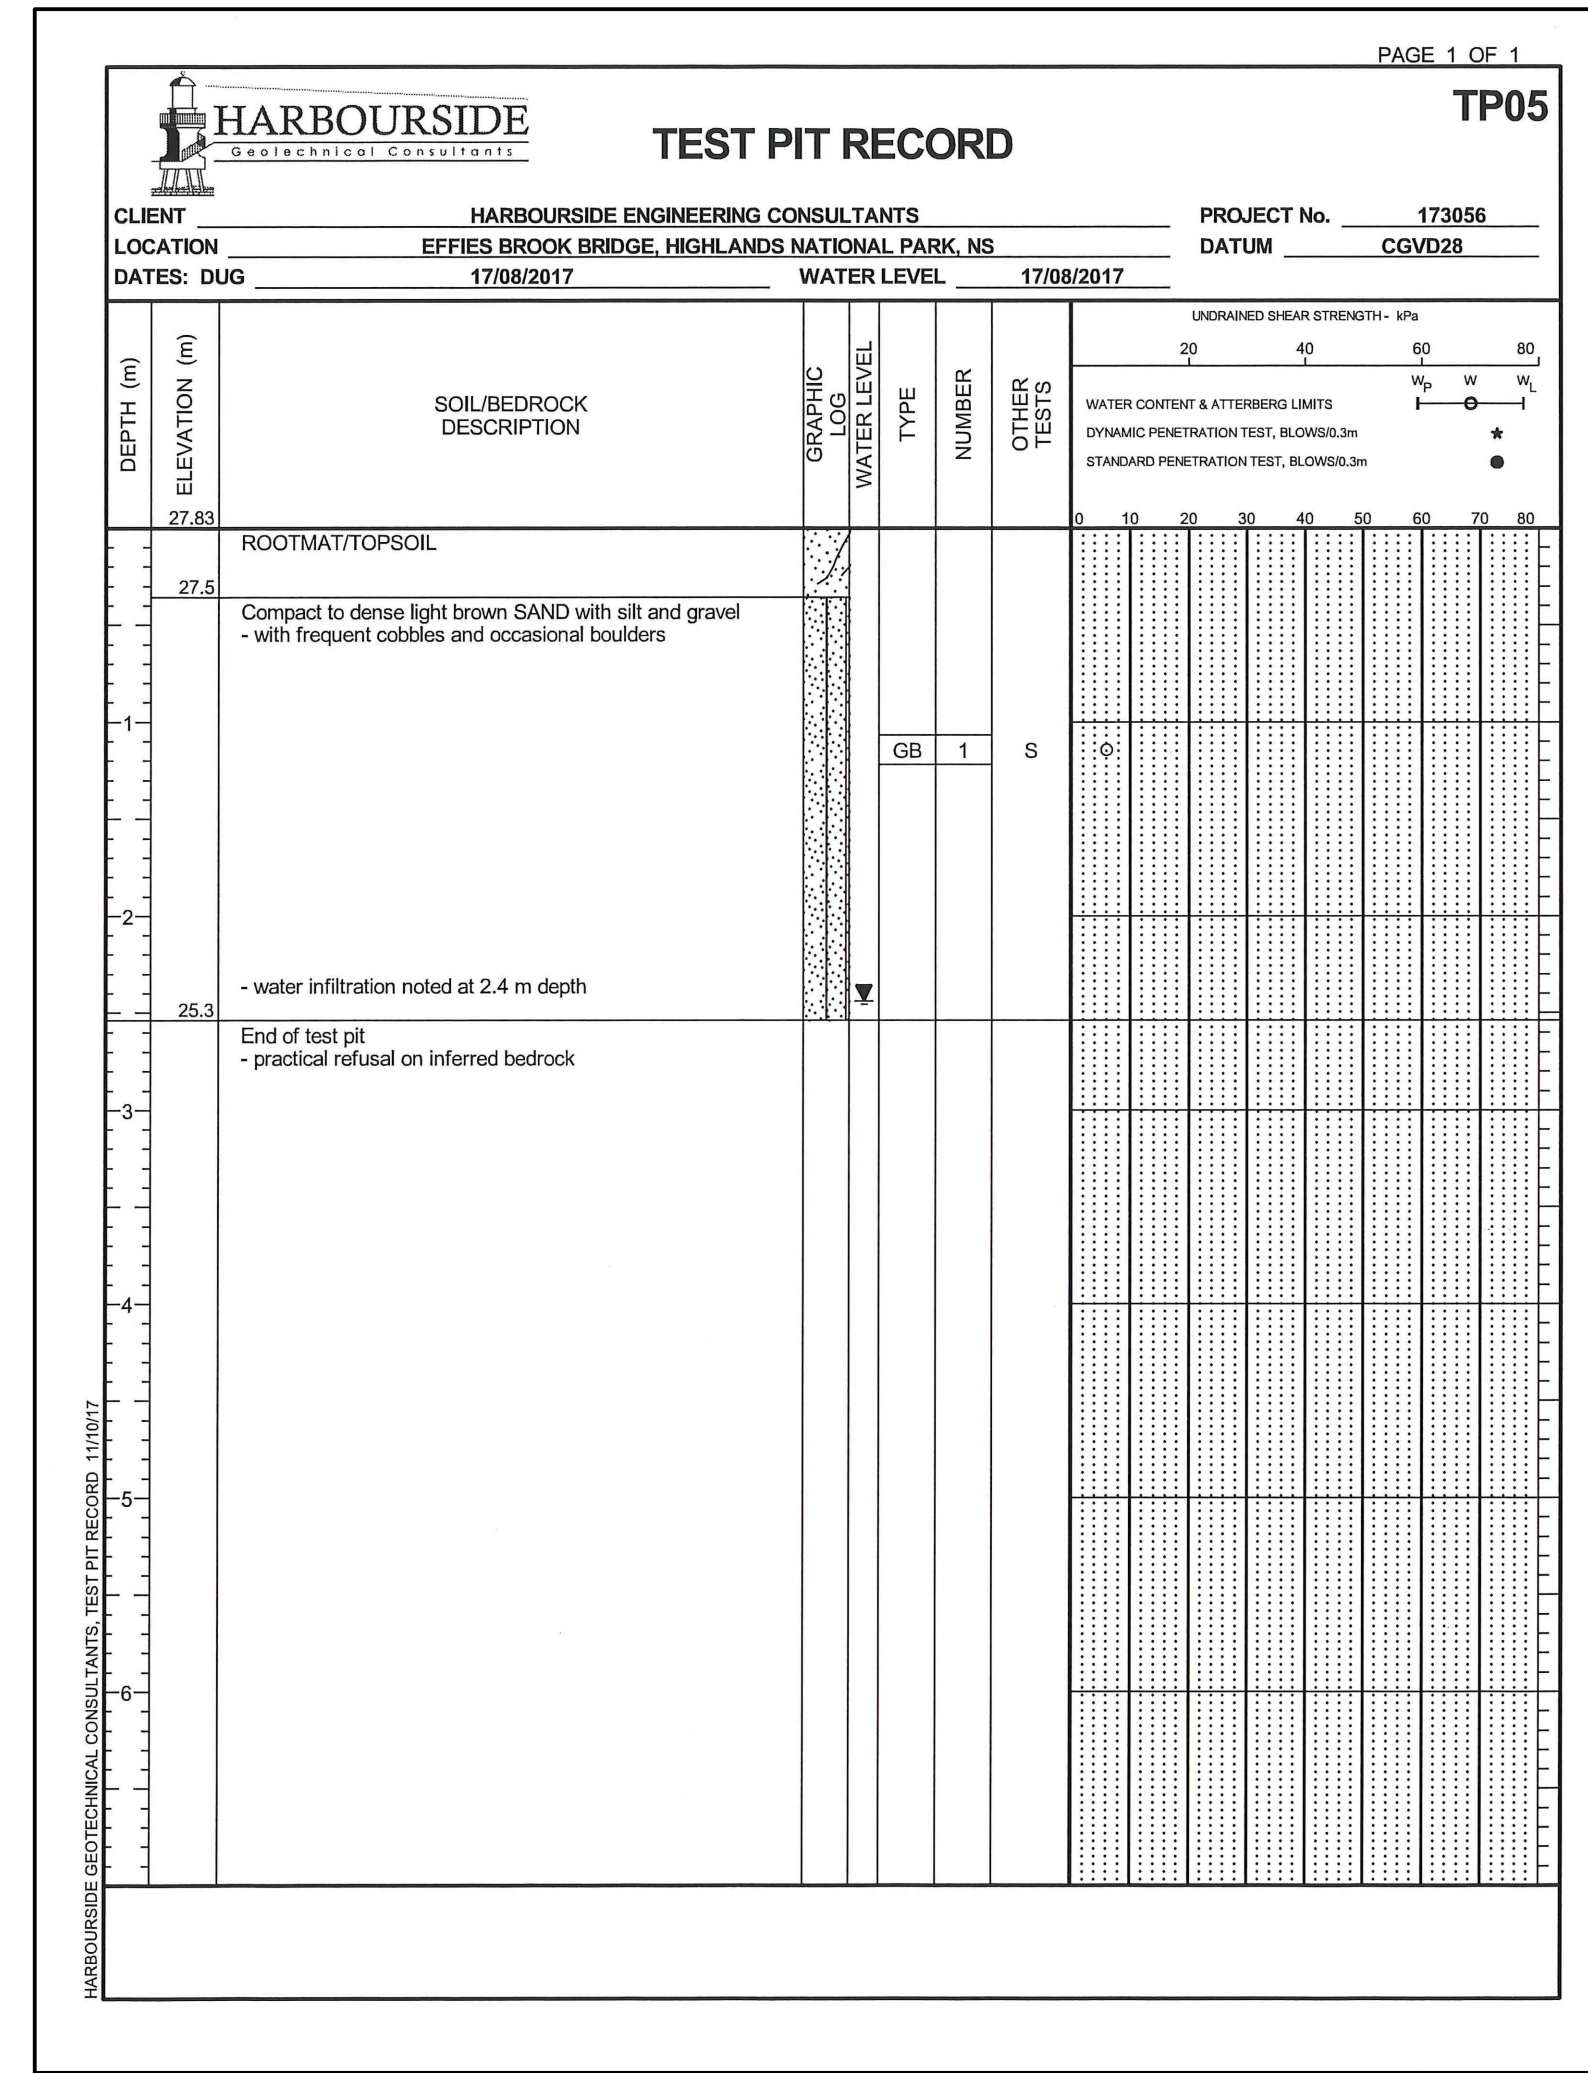 PAGE 1 OF 1
TP05
HARBOURSIDE
Geotechnical Consultants
TEST PIT RECORD
CLIENT HARBOURSIDE ENGINEERING CONSULTANTS PROJECT No. 173056
LOCATION EFFIES BROOK BRIDGE, HIGHLANDS NATIONAL PARK, NS DATUM CGVD28
DATES: DUG 17/08/2017 WATER LEVEL 17/08/2017
DEPTH (m)
ELEVATION (m)
SOIL/BEDROCK
DESCRIPTION
GRAPHIC
LOG
WATER LEVEL
TYPE
NUMBER
OTHER
TESTS
UNDRAINED SHEAR STRENGTH - kPa
20 40 60 80
WP W WL
WATER CONTENT & ATTERBERG LIMITS
DYNAMIC PENETRATION TEST, BLOWS/0.3m
STANDARD PENETRATION TEST, BLOWS/0.3m
27.83
0 10 20 30 40 50 60 70 80
ROOTMAT/TOPSOIL
27.5
Compact to dense light brown SAND with silt and gravel
- with frequent cobbles and occasional boulders
1
GB 1 S
2
- water infiltration noted at 2.4 m depth
25.3
End of test pit
- practical refusal on inferred bedrock
3
4
5
6
HARBOURSIDE GEOTECHNICAL CONSULTANTS, TEST PIT RECORD 11/10/17